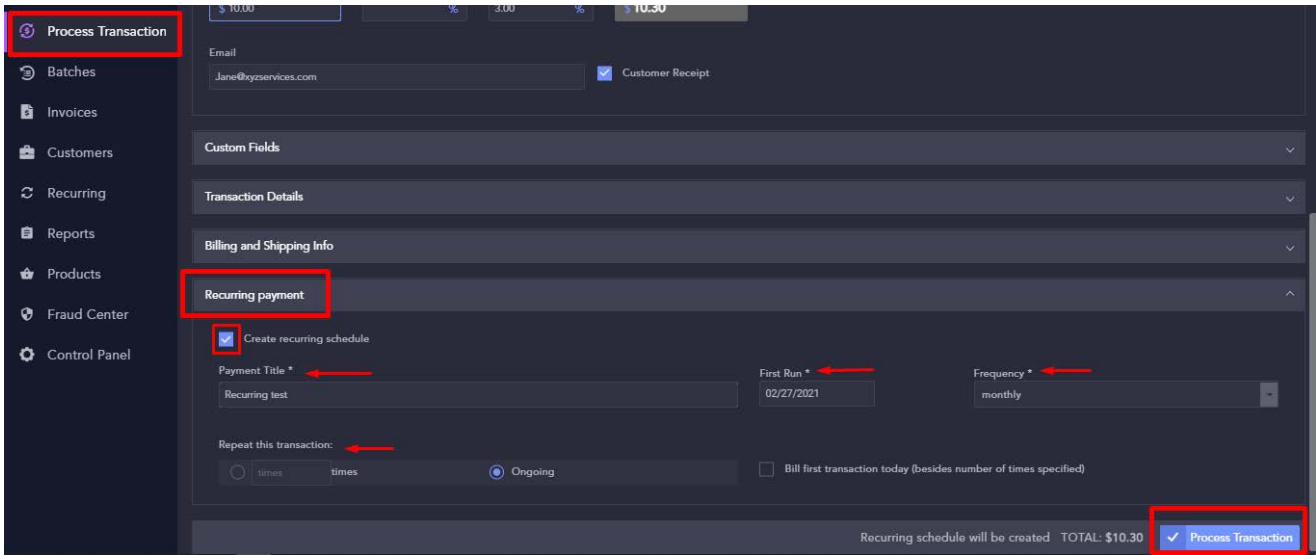 $ 10.00 % 3.00 % $ 10.30
Process Transaction
Email
Batches
Jane@xyzservices.com Customer Receipt
Invoices
Customers
Custom Fields
Recurring
Transaction Details
Reports
Billing and Shipping Info
Products
Recurring payment
Fraud Center
Create recurring schedule
Control Panel
Payment Title * First Run * Frequency *
Recurring test 02/27/2021 monthly
Repeat this transaction:
times times Ongoing Bill first transaction today (besides number of times specified)
Recurring schedule will be created TOTAL: $10.30 Process Transaction